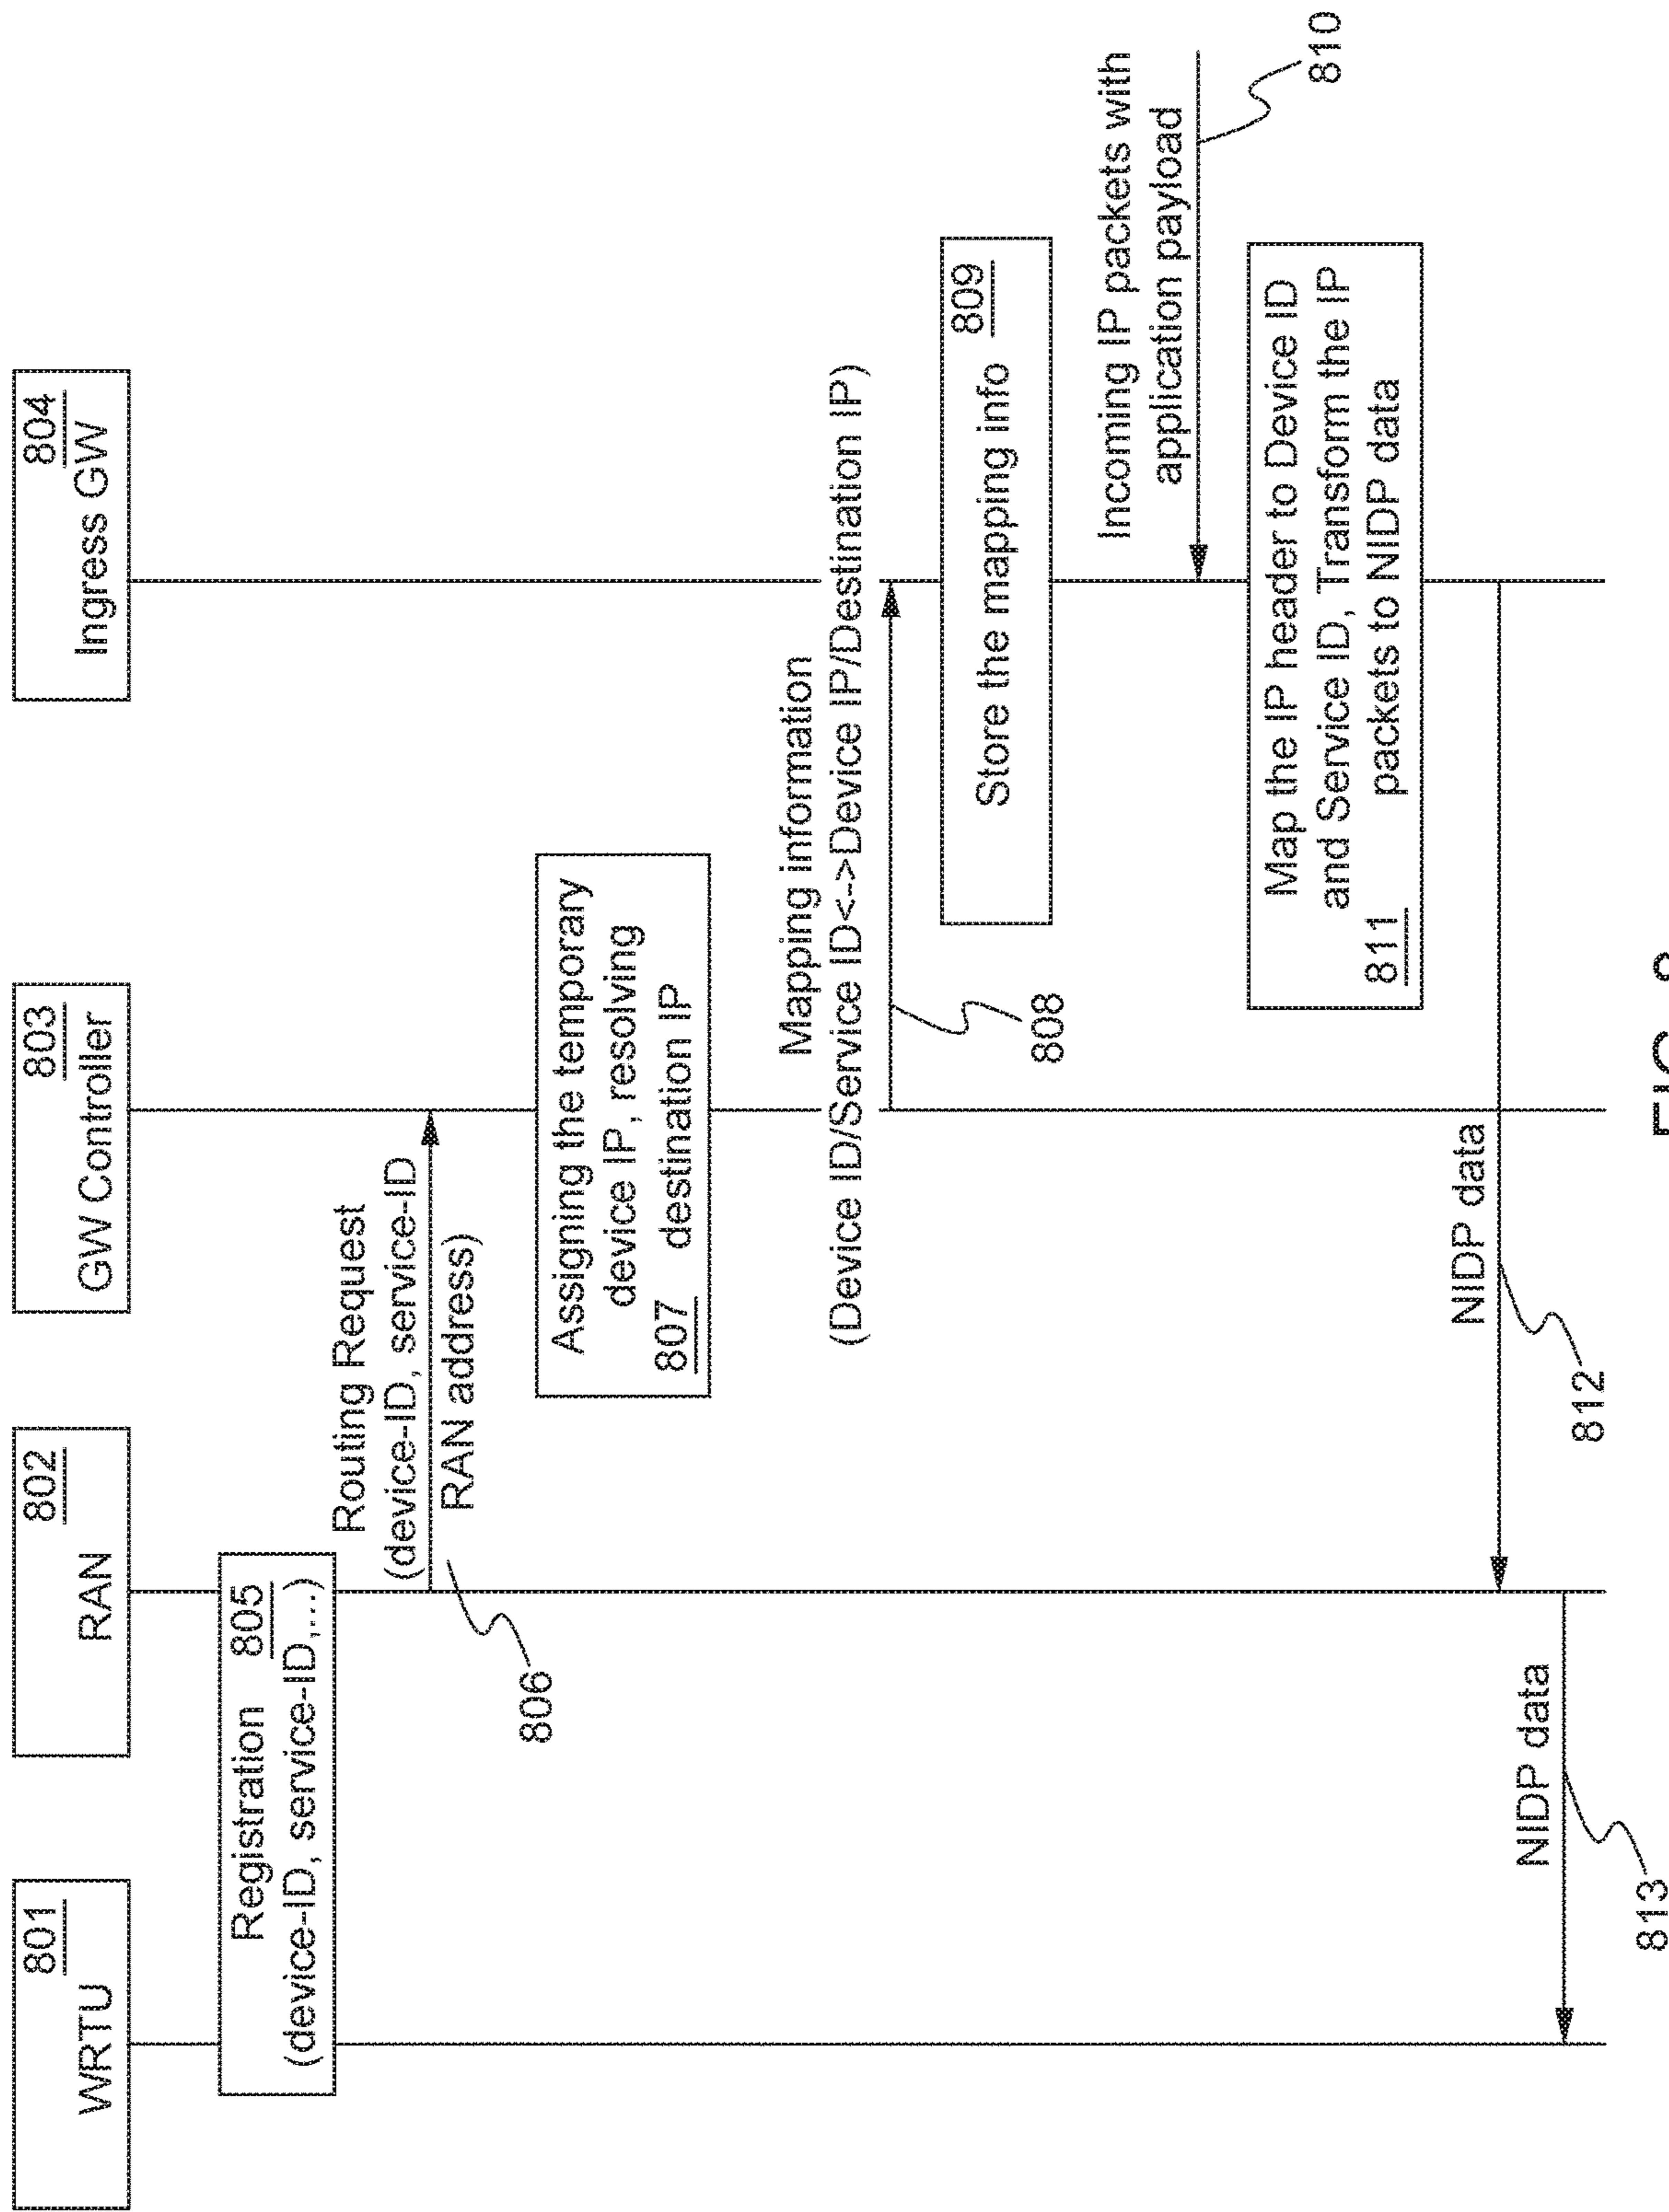 801
WRTU
802
RAN
803
GW Controller
804
Ingress GW
Registration 805
(device-ID, service-ID,...)
Routing Request
(device-ID, service-ID
RAN address)
806
Assigning the temporary
device IP, resolving
807 destination IP
Mapping information
(Device ID/Service ID<-->Device IP/Destination IP)
808
809
Store the mapping info
Incoming IP packets with
application payload
810
Map the IP header to Device ID
and Service ID, Transform the IP
811 packets to NIDP data
NIDP data
812
NIDP data
813